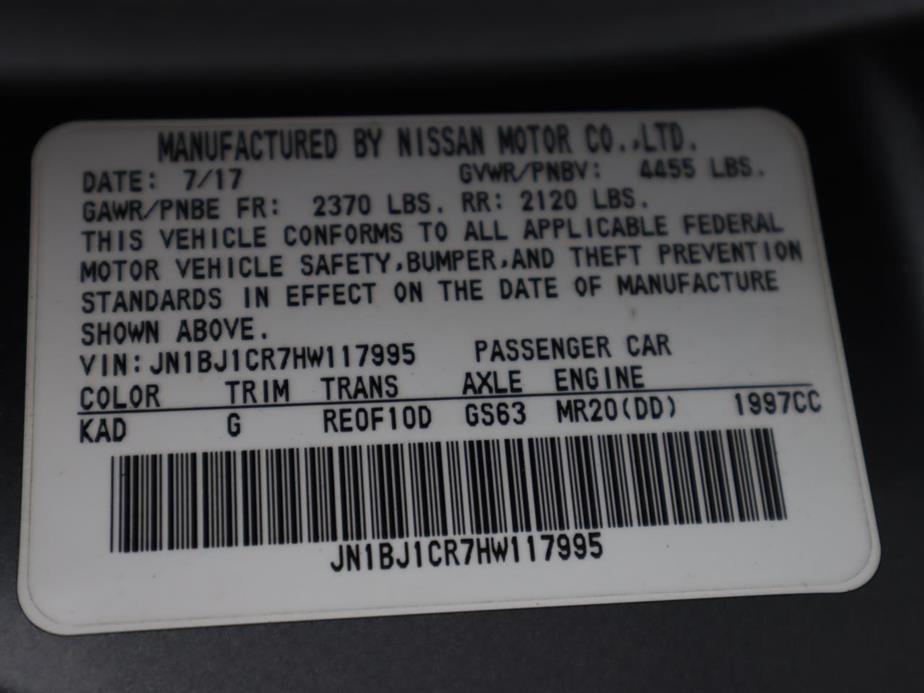 MANUFACTURED BY NISSAN MOTOR CO.,LTD.
DATE: 7/17 GVWR/PNBV: 4455 LBS.
GAWR/PNBE FR: 2370 LBS. RR: 2120 LBS.
THIS VEHICLE CONFORMS TO ALL APPLICABLE FEDERAL
MOTOR VEHICLE SAFETY,BUMPER,AND THEFT PREVENTION
STANDARDS IN EFFECT ON THE DATE OF MANUFACTURE
SHOWN ABOVE.
VIN:JN1BJ1CR7HW117995 PASSENGER CAR
COLOR TRIM TRANS AXLE ENGINE
KAD G RE0F10D GS63 MR20(DD) 1997CC
JN1BJ1CR7HW117995